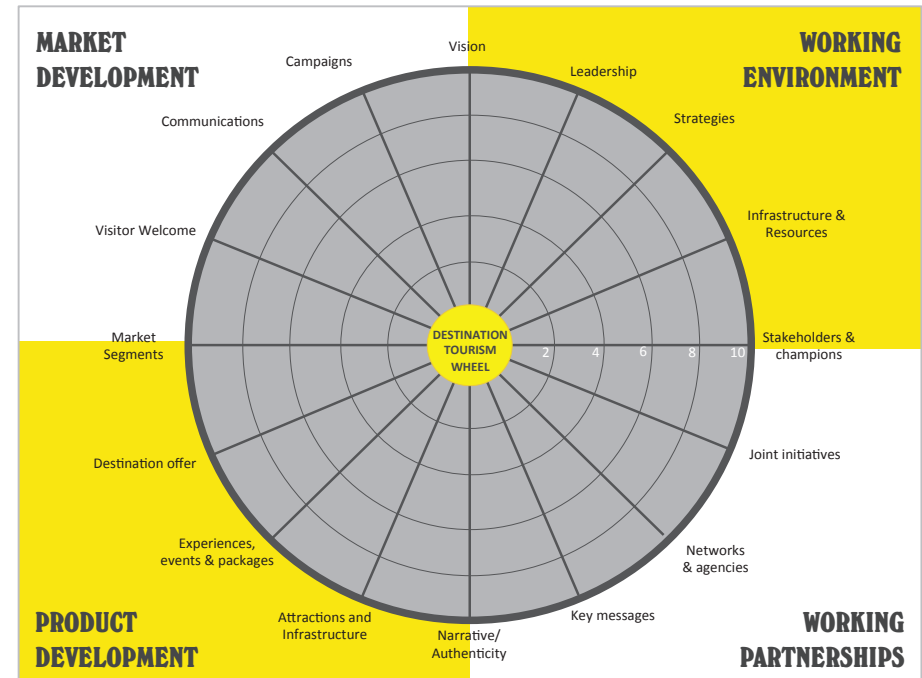 MARKET
DEVELOPMENT
WORKING
ENVIRONMENT
Vision
Leadership
Strategies
Infrastructure &
Resources
Stakeholders &
champions
Joint initiatives
Networks
& agencies
Key messages
Narrative/
Authenticity
Attractions and
Infrastructure
Experiences,
events & packages
Destination offer
Market
Segments
Visitor Welcome
Communications
Campaigns
DESTINATION
TOURISM
WHEEL
2 4 6 8 10
PRODUCT
DEVELOPMENT
WORKING
PARTNERSHIPS